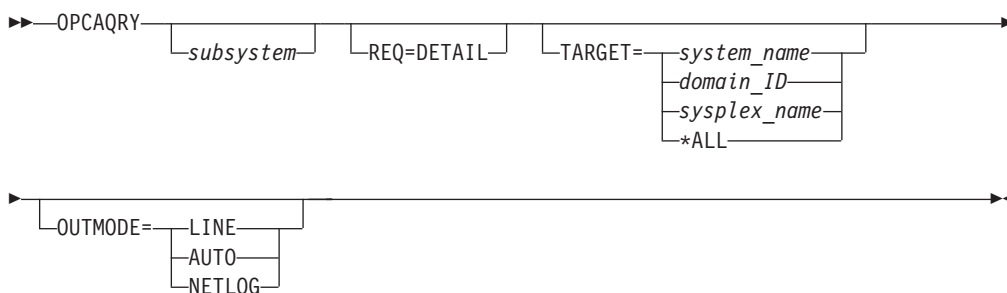 OPCAQRY
subsystem REQ=DETAIL TARGET= system_name
domain_ID
sysplex_name
*ALL
OUTMODE= LINE
AUTO
NETLOG